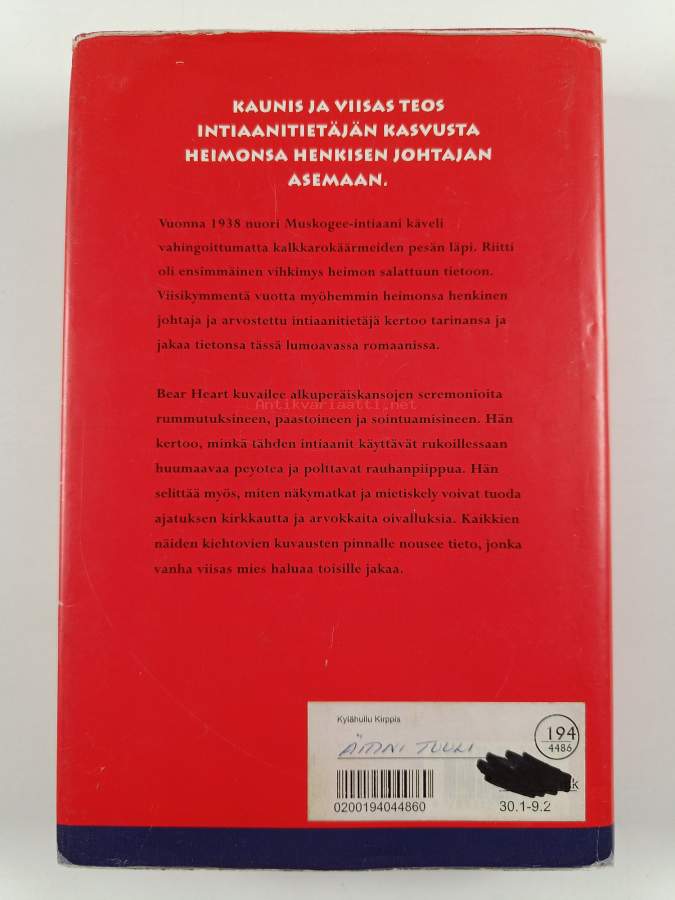 KAUNIS JA VIISAS TEOS
INTIAANITIETÄJÄN KASVUSTA
HEIMONSA HENKISEN JOHTAJAN
ASEMAAN.
Vuonna 1938 nuori Muskogee-intiaani käveli
vahingoittumatta kalkkarokäärmeiden pesän läpi. Riitti
oli ensimmäinen vihkimys heimon salattuun tietoon.
Viisikymmentä vuotta myöhemmin heimonsa henkinen
johtaja ja arvostettu intiaanitietäjä kertoo tarinansa ja
jakaa tietonsa tässä lumoavassa romaanissa.
Bear Heart kuvailee alkuperäiskansojen seremonioita
Antikvariaatti.net
rummutuksineen, paastoineen ja sointuamisineen. Hän
kertoo, minkä tähden intiaanit käyttävät rukoillessaan
huumaavaa peyotea ja polttavat rauhanpiippua. Hän
selittää myös, miten näkymatkat ja mietiskely voivat tuoda
ajatuksen kirkkautta ja arvokkaita oivalluksia. Kaikkien
näiden kiehtovien kuvausten pinnalle nousee tieto, jonka
vanha viisas mies haluaa toisille jakaa.
Kylähullu Kirppis
ÄITINI TUULI
194
4486
0200194044860
30.1-9.2